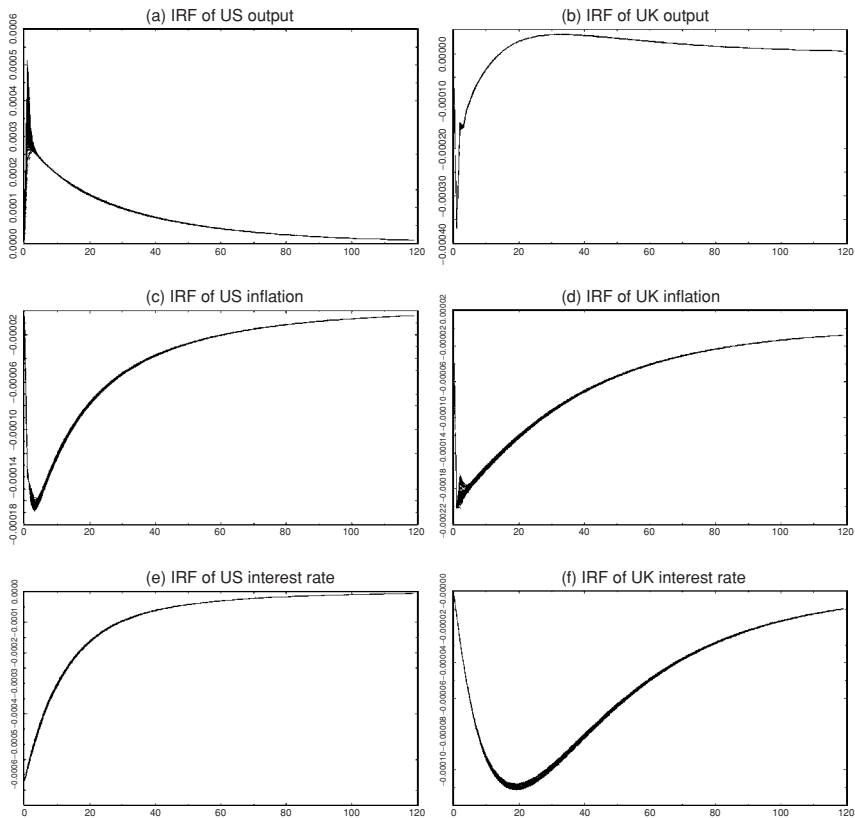 (a) IRF of US output
0.0000 0.0001 0.0002 0.0003 0.0004 0.0005 0.0006
0 20 40 60 80 100 120
(b) IRF of UK output
−0.00040 −0.00030 −0.00020 −0.00010 0.00000
0 20 40 60 80 100 120
(c) IRF of US inflation
−0.00018 −0.00014 −0.00010 −0.00006 −0.00002
0 20 40 60 80 100 120
(d) IRF of UK inflation
−0.00022 −0.00018 −0.00014 −0.00010 −0.00006 −0.00002
0 20 40 60 80 100 120
(e) IRF of US interest rate
−0.0006 −0.0005 −0.0004 −0.0003 −0.0002 −0.0001 0.0000
0 20 40 60 80 100 120
(f) IRF of UK interest rate
−0.00010 −0.00008 −0.00006 −0.00004 −0.00002 −0.00000
0 20 40 60 80 100 120